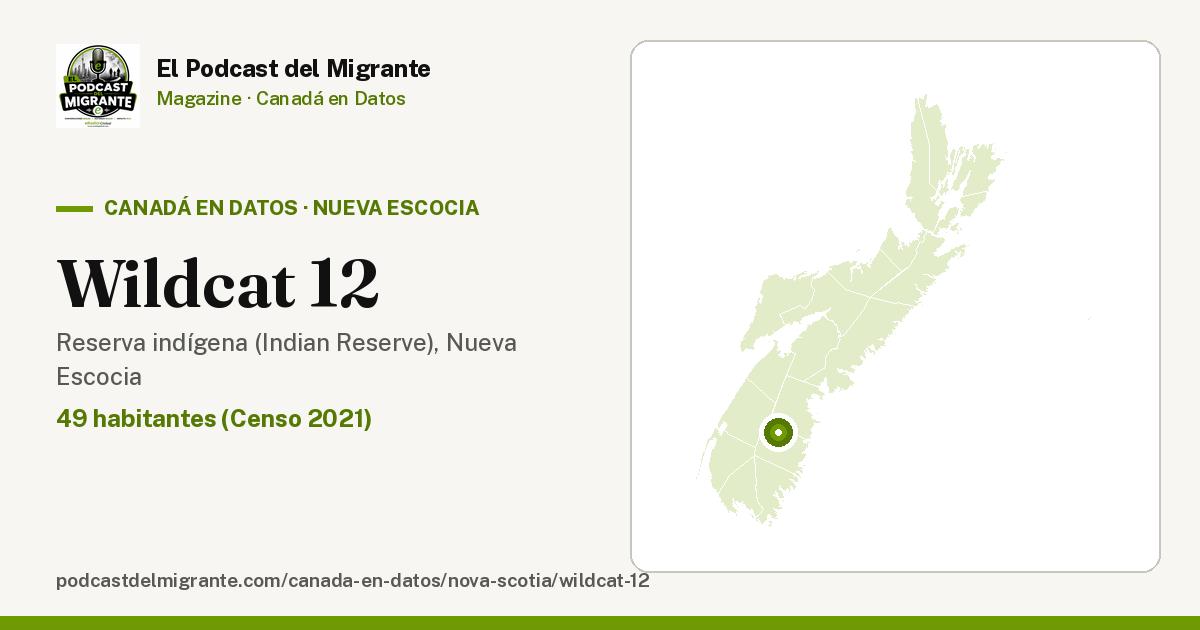 EL
PODCAST
DEL
MIGRANTE
El Podcast del Migrante
Magazine · Canadá en Datos
CANADÁ EN DATOS · NUEVA ESCOCIA
Wildcat 12
Reserva indígena (Indian Reserve), Nueva
Escocia
49 habitantes (Censo 2021)
podcastdelmigrante.com/canada-en-datos/nova-scotia/wildcat-12